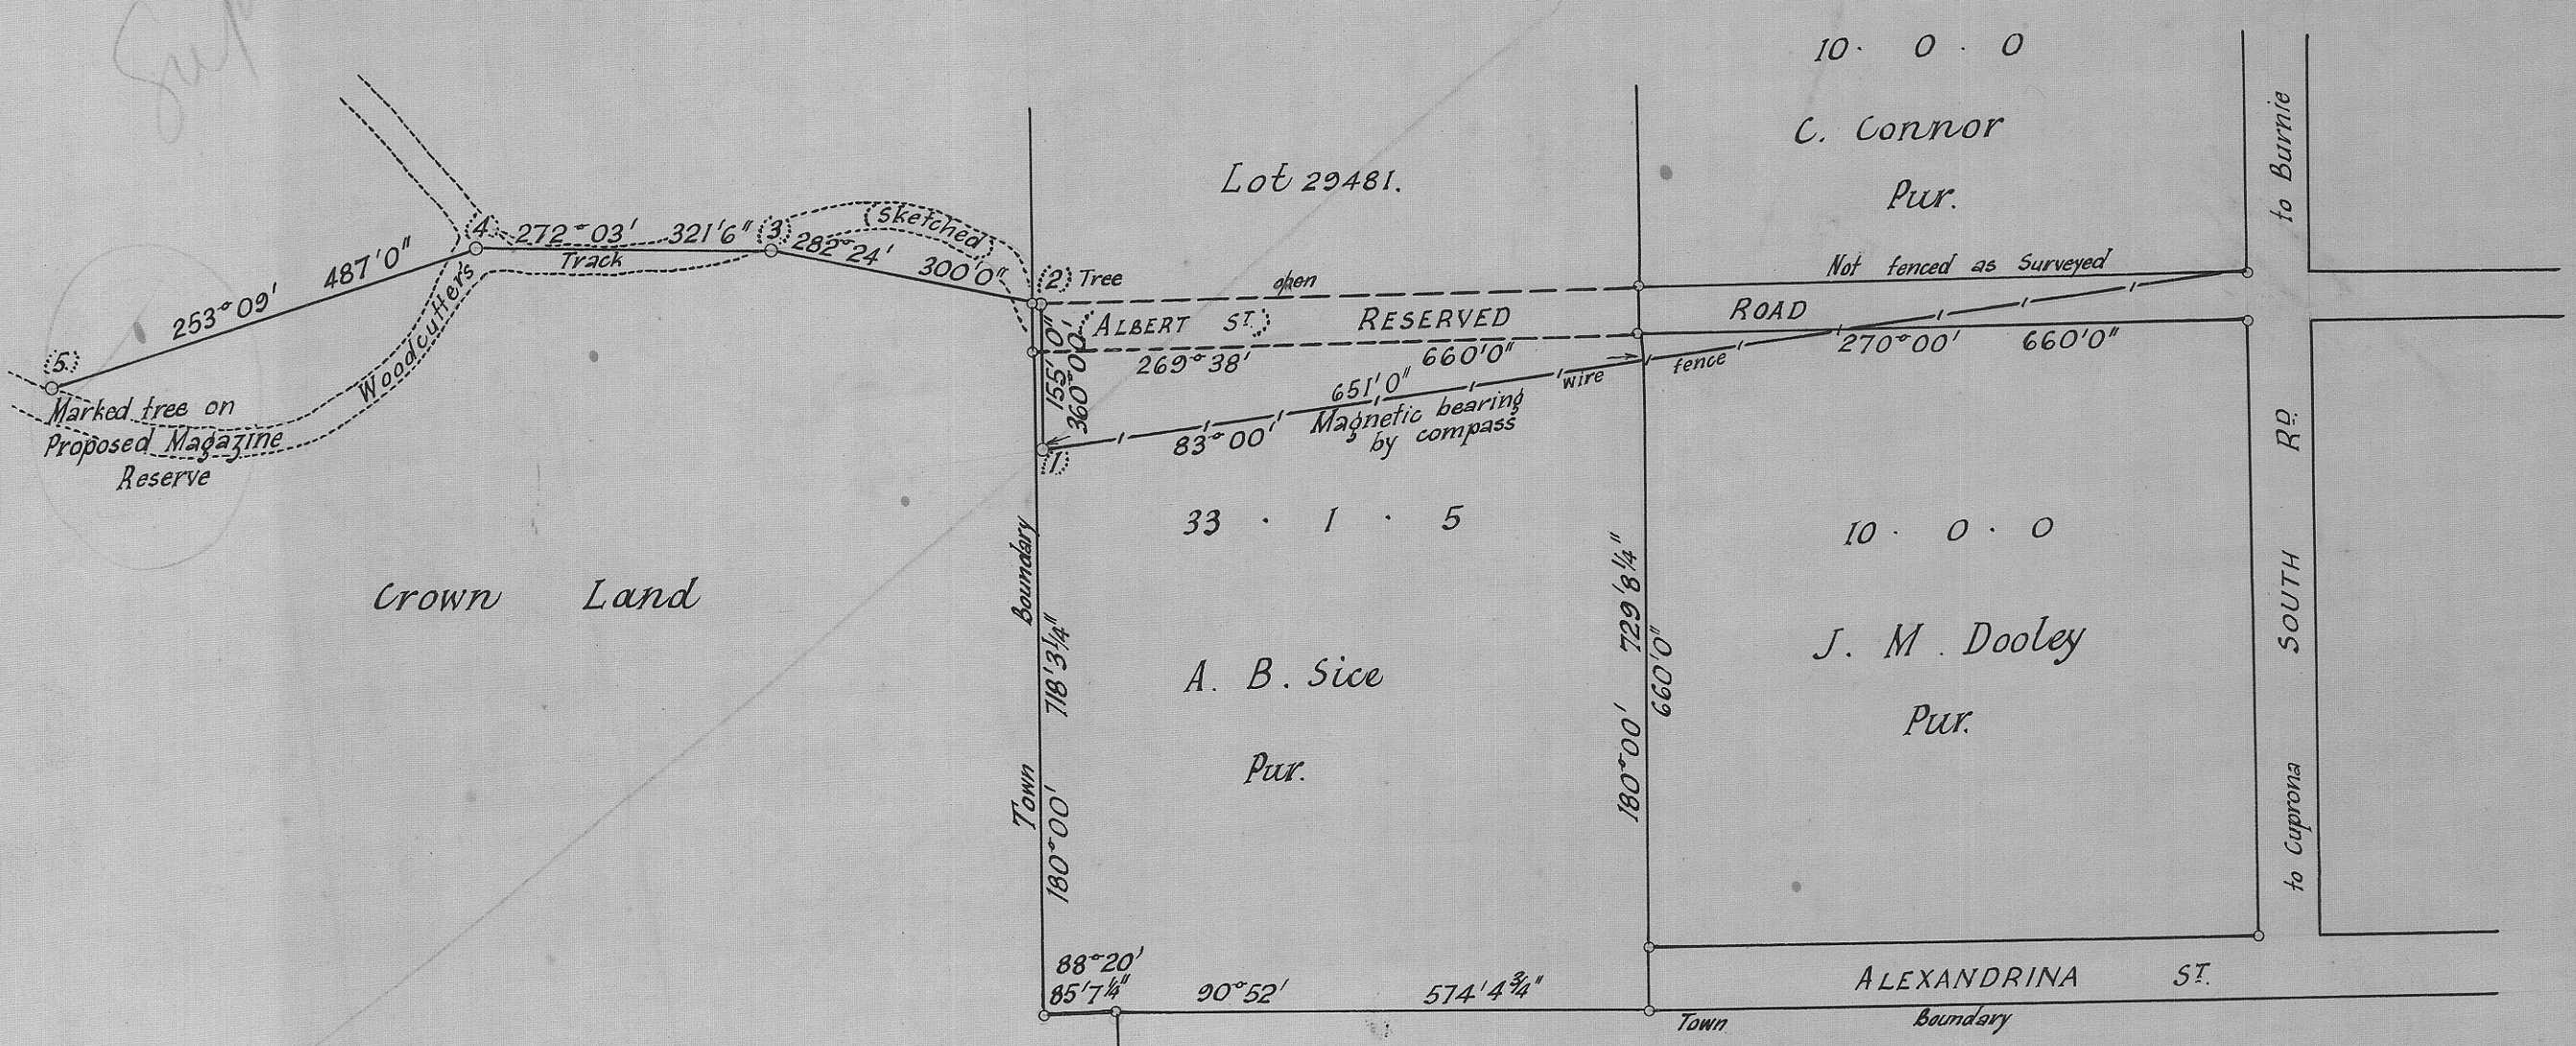 10 . 0 . 0
C. Connor
Pur.
to Burnie
Lot 29481.
(4) 272°03' 321'6" (3)
Track
282°24' 300'0"
(Sketched)
(2) Tree
open
Not fenced as Surveyed
(ALBERT ST.) RESERVED ROAD
269°38' 660'0"
270°00' 660'0"
155'0"
360°00'
253°09' 487'0"
(5)
Woodcutters
Marked tree on
Proposed Magazine
Reserve
651'0"
wire fence
83°00' Magnetic bearing
by compass
(1)
33 . 1 . 5
10 . 0 . 0
Crown Land
Town Boundary
180°00' 718'3¼"
A. B. Sice
Pur.
180°00' 729'8¼"
660'0"
J. M. Dooley
Pur.
SOUTH RD.
to Cuprona
88°20'
85'7¼"
90°52' 574'4¾"
ALEXANDRINA ST.
Town Boundary